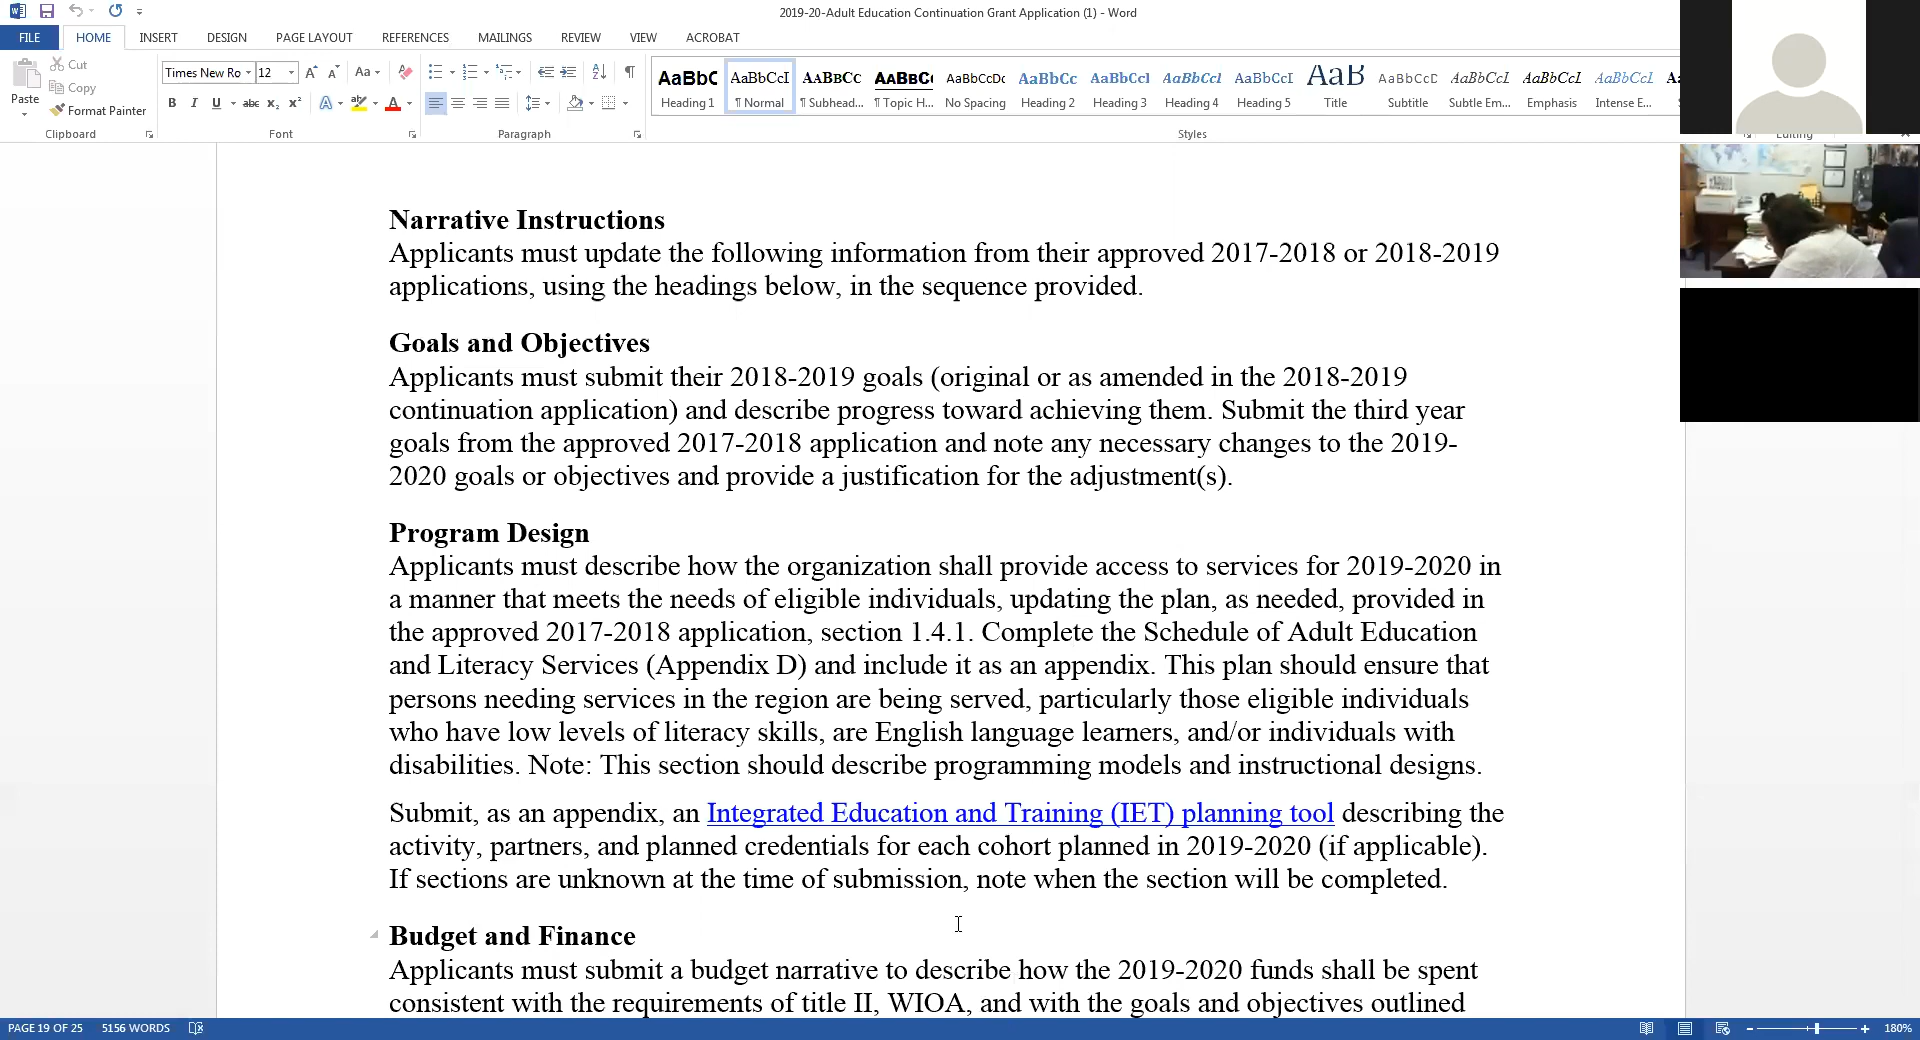 2019-20-Adult Education Continuation Grant Application (1) - Word
FILE HOME INSERT DESIGN PAGE LAYOUT REFERENCES MAILINGS REVIEW VIEW ACROBAT
Paste
Cut
Copy
Format Painter
Clipboard
Times New Ro 12
Font
Paragraph
AaBbC AaBbCcI AABBCC AABBC AaBbCcDc AaBbCc AaBbCcI AaBbCcI AaBbCcI AaB AaBbCcD AaBbCcI AaBbCcI AaBbCcI
Heading 1 ¶ Normal ¶ Subhead... ¶ Topic H... No Spacing Heading 2 Heading 3 Heading 4 Heading 5 Title Subtitle Subtle Em... Emphasis Intense E...
Styles
Editing
Narrative Instructions
Applicants must update the following information from their approved 2017-2018 or 2018-2019
applications, using the headings below, in the sequence provided.
Goals and Objectives
Applicants must submit their 2018-2019 goals (original or as amended in the 2018-2019
continuation application) and describe progress toward achieving them. Submit the third year
goals from the approved 2017-2018 application and note any necessary changes to the 2019-
2020 goals or objectives and provide a justification for the adjustment(s).
Program Design
Applicants must describe how the organization shall provide access to services for 2019-2020 in
a manner that meets the needs of eligible individuals, updating the plan, as needed, provided in
the approved 2017-2018 application, section 1.4.1. Complete the Schedule of Adult Education
and Literacy Services (Appendix D) and include it as an appendix. This plan should ensure that
persons needing services in the region are being served, particularly those eligible individuals
who have low levels of literacy skills, are English language learners, and/or individuals with
disabilities. Note: This section should describe programming models and instructional designs.
Submit, as an appendix, an Integrated Education and Training (IET) planning tool describing the
activity, partners, and planned credentials for each cohort planned in 2019-2020 (if applicable).
If sections are unknown at the time of submission, note when the section will be completed.
Budget and Finance
Applicants must submit a budget narrative to describe how the 2019-2020 funds shall be spent
consistent with the requirements of title II, WIOA, and with the goals and objectives outlined
PAGE 19 OF 25 5156 WORDS 180%